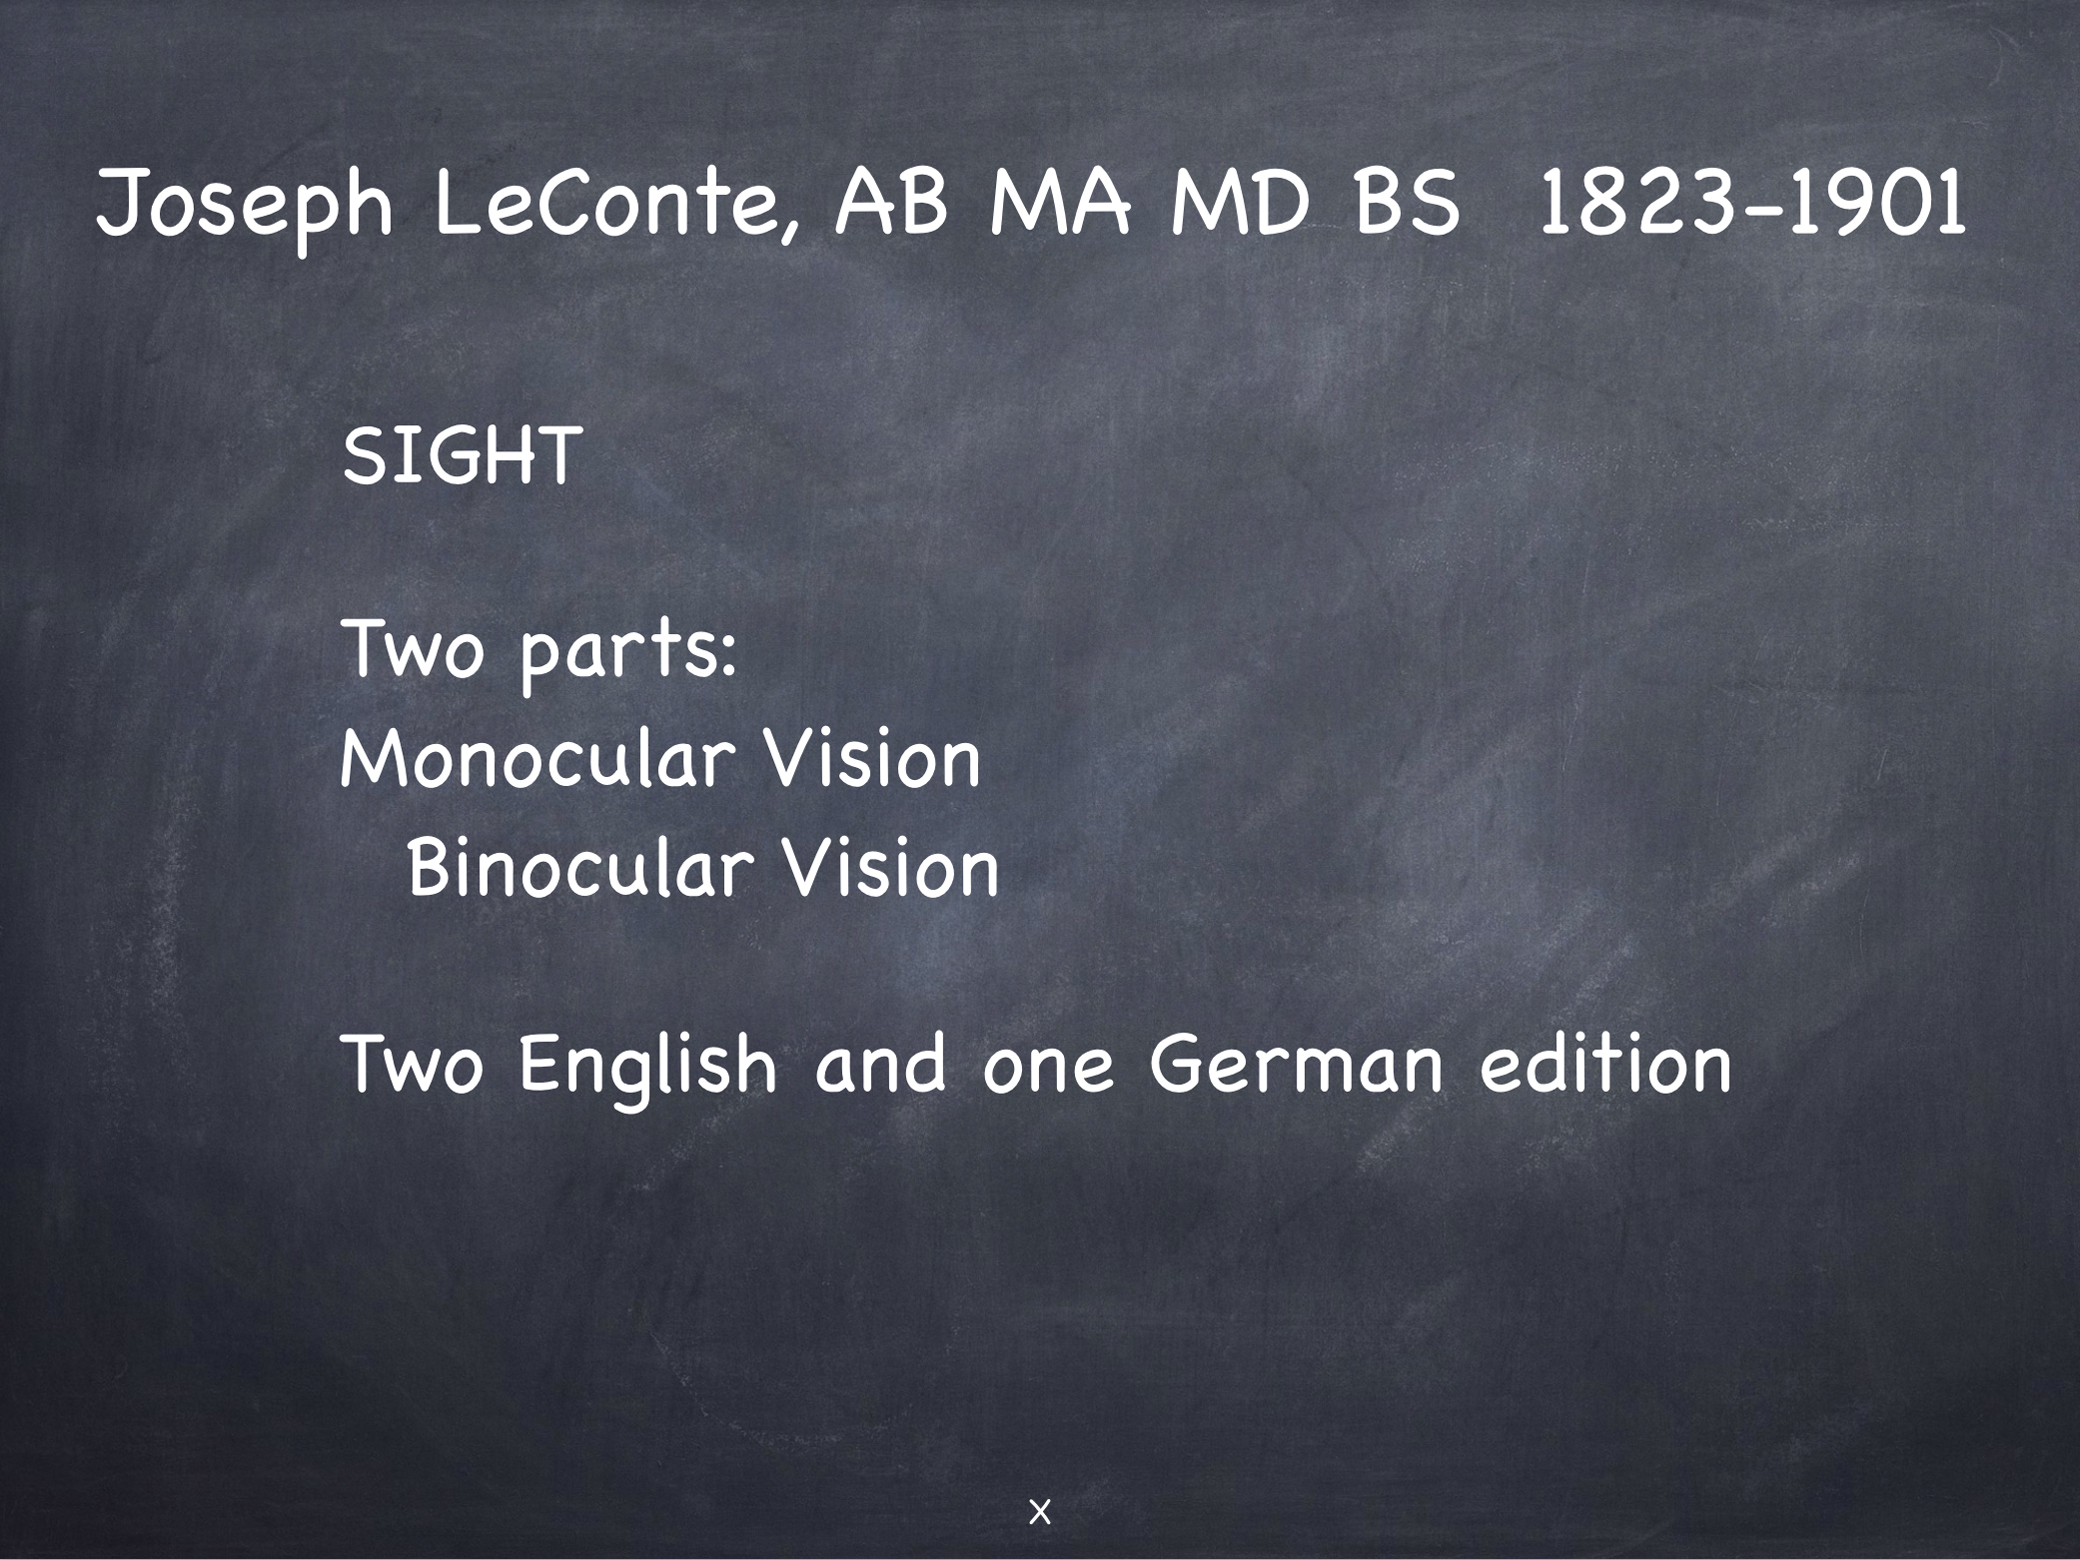 Joseph LeConte, AB MA MD BS 1823-1901
SIGHT
Two parts:
Monocular Vision
Binocular Vision
Two English and one German edition
X